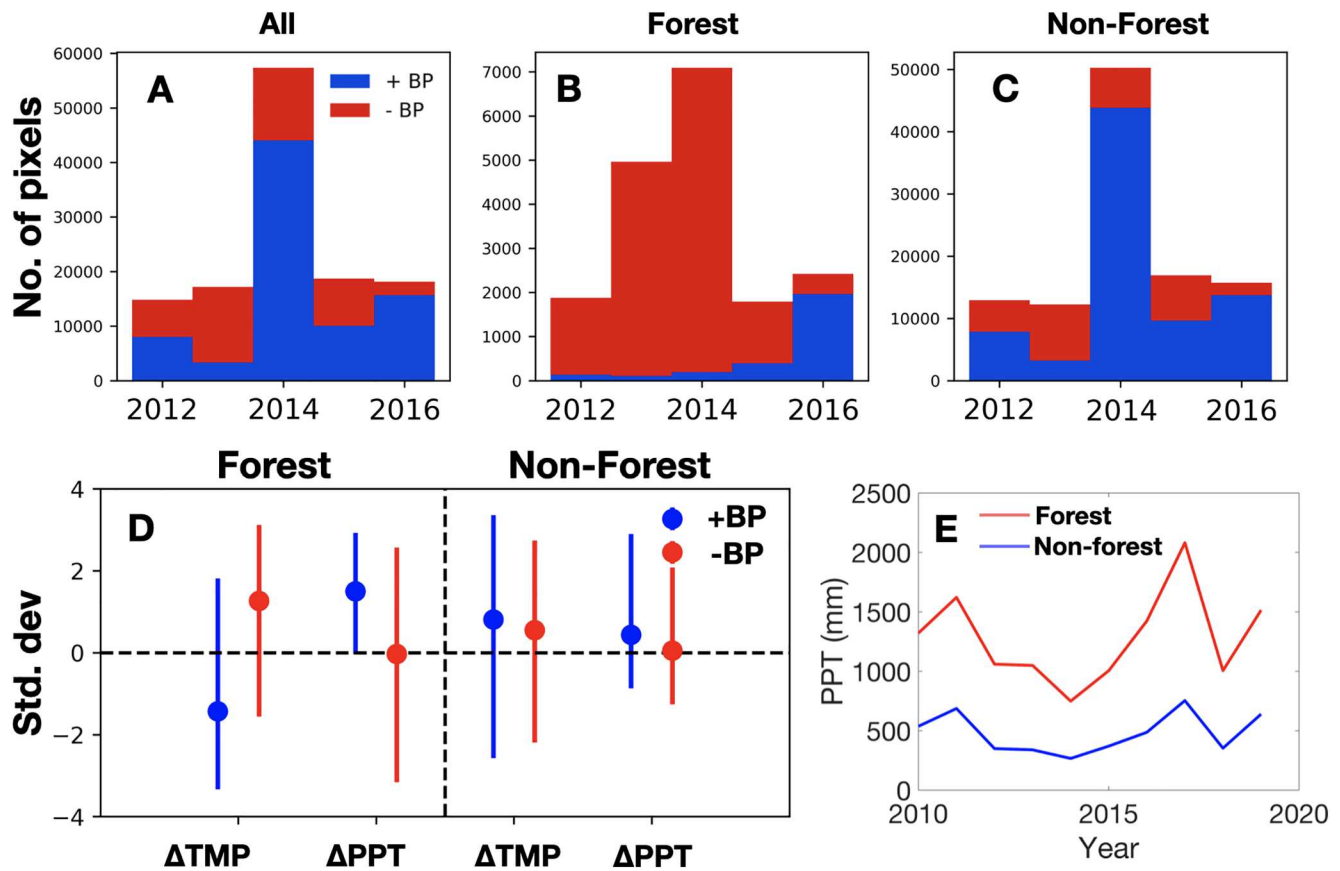 All
Forest
Non-Forest
No. of pixels
A
+ BP
- BP
60000
50000
40000
30000
20000
10000
0
2012 2014 2016
B
7000
6000
5000
4000
3000
2000
1000
0
2012 2014 2016
C
50000
40000
30000
20000
10000
0
2012 2014 2016
Forest Non-Forest
Std. dev
D
+BP
-BP
4
2
0
−2
−4
ΔTMP ΔPPT ΔTMP ΔPPT
E
Forest
Non-forest
PPT (mm)
2500
2000
1500
1000
500
0
2010 2015 2020
Year